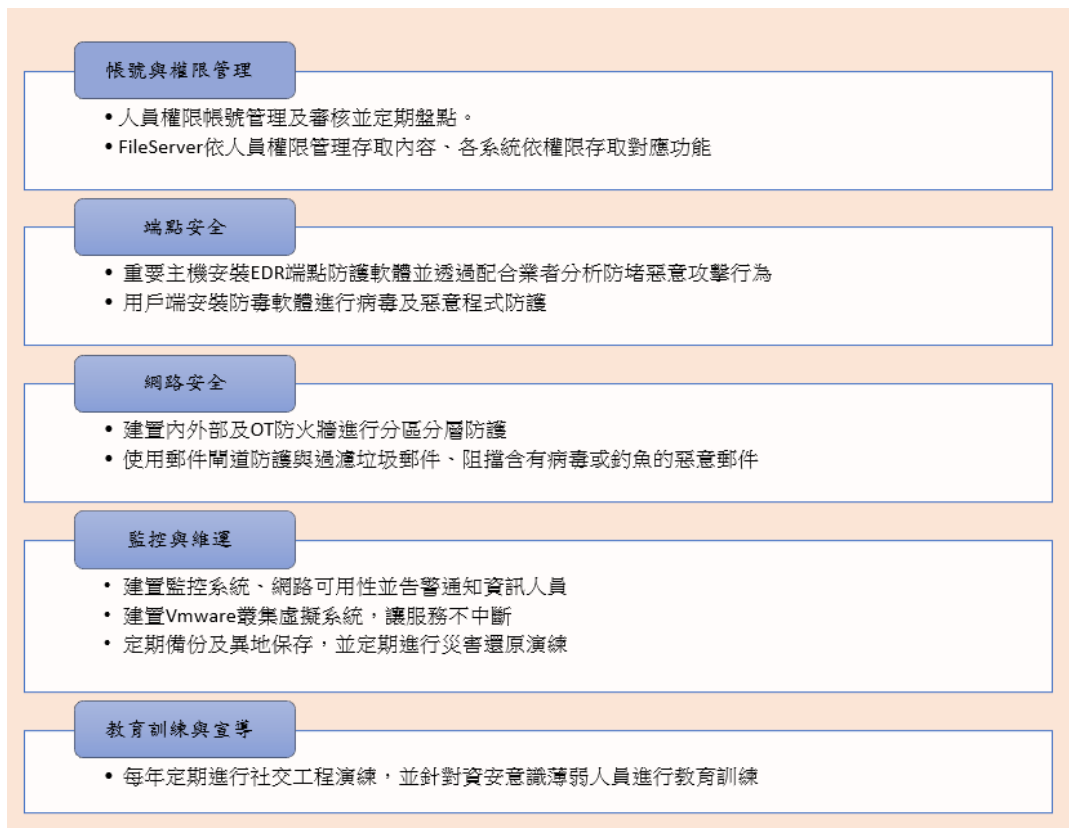 帳號與權限管理
•人員權限帳號管理及審核並定期盤點。
•FileServer依人員權限管理存取內容、各系統依權限存取對應功能
端點安全
• 重要主機安裝EDR端點防護軟體並透過配合業者分析防堵惡意攻擊行為
• 用戶端安裝防毒軟體進行病毒及惡意程式防護
網路安全
• 建置內外部及OT防火牆進行分區分層防護
• 使用郵件閘道防護與過濾垃圾郵件、阻擋含有病毒或釣魚的惡意郵件
監控與維運
• 建置監控系統、網路可用性並告警通知資訊人員
• 建置Vmware叢集虛擬系統，讓服務不中斷
• 定期備份及異地保存，並定期進行災害還原演練
教育訓練與宣導
• 每年定期進行社交工程演練，並針對資安意識薄弱人員進行教育訓練